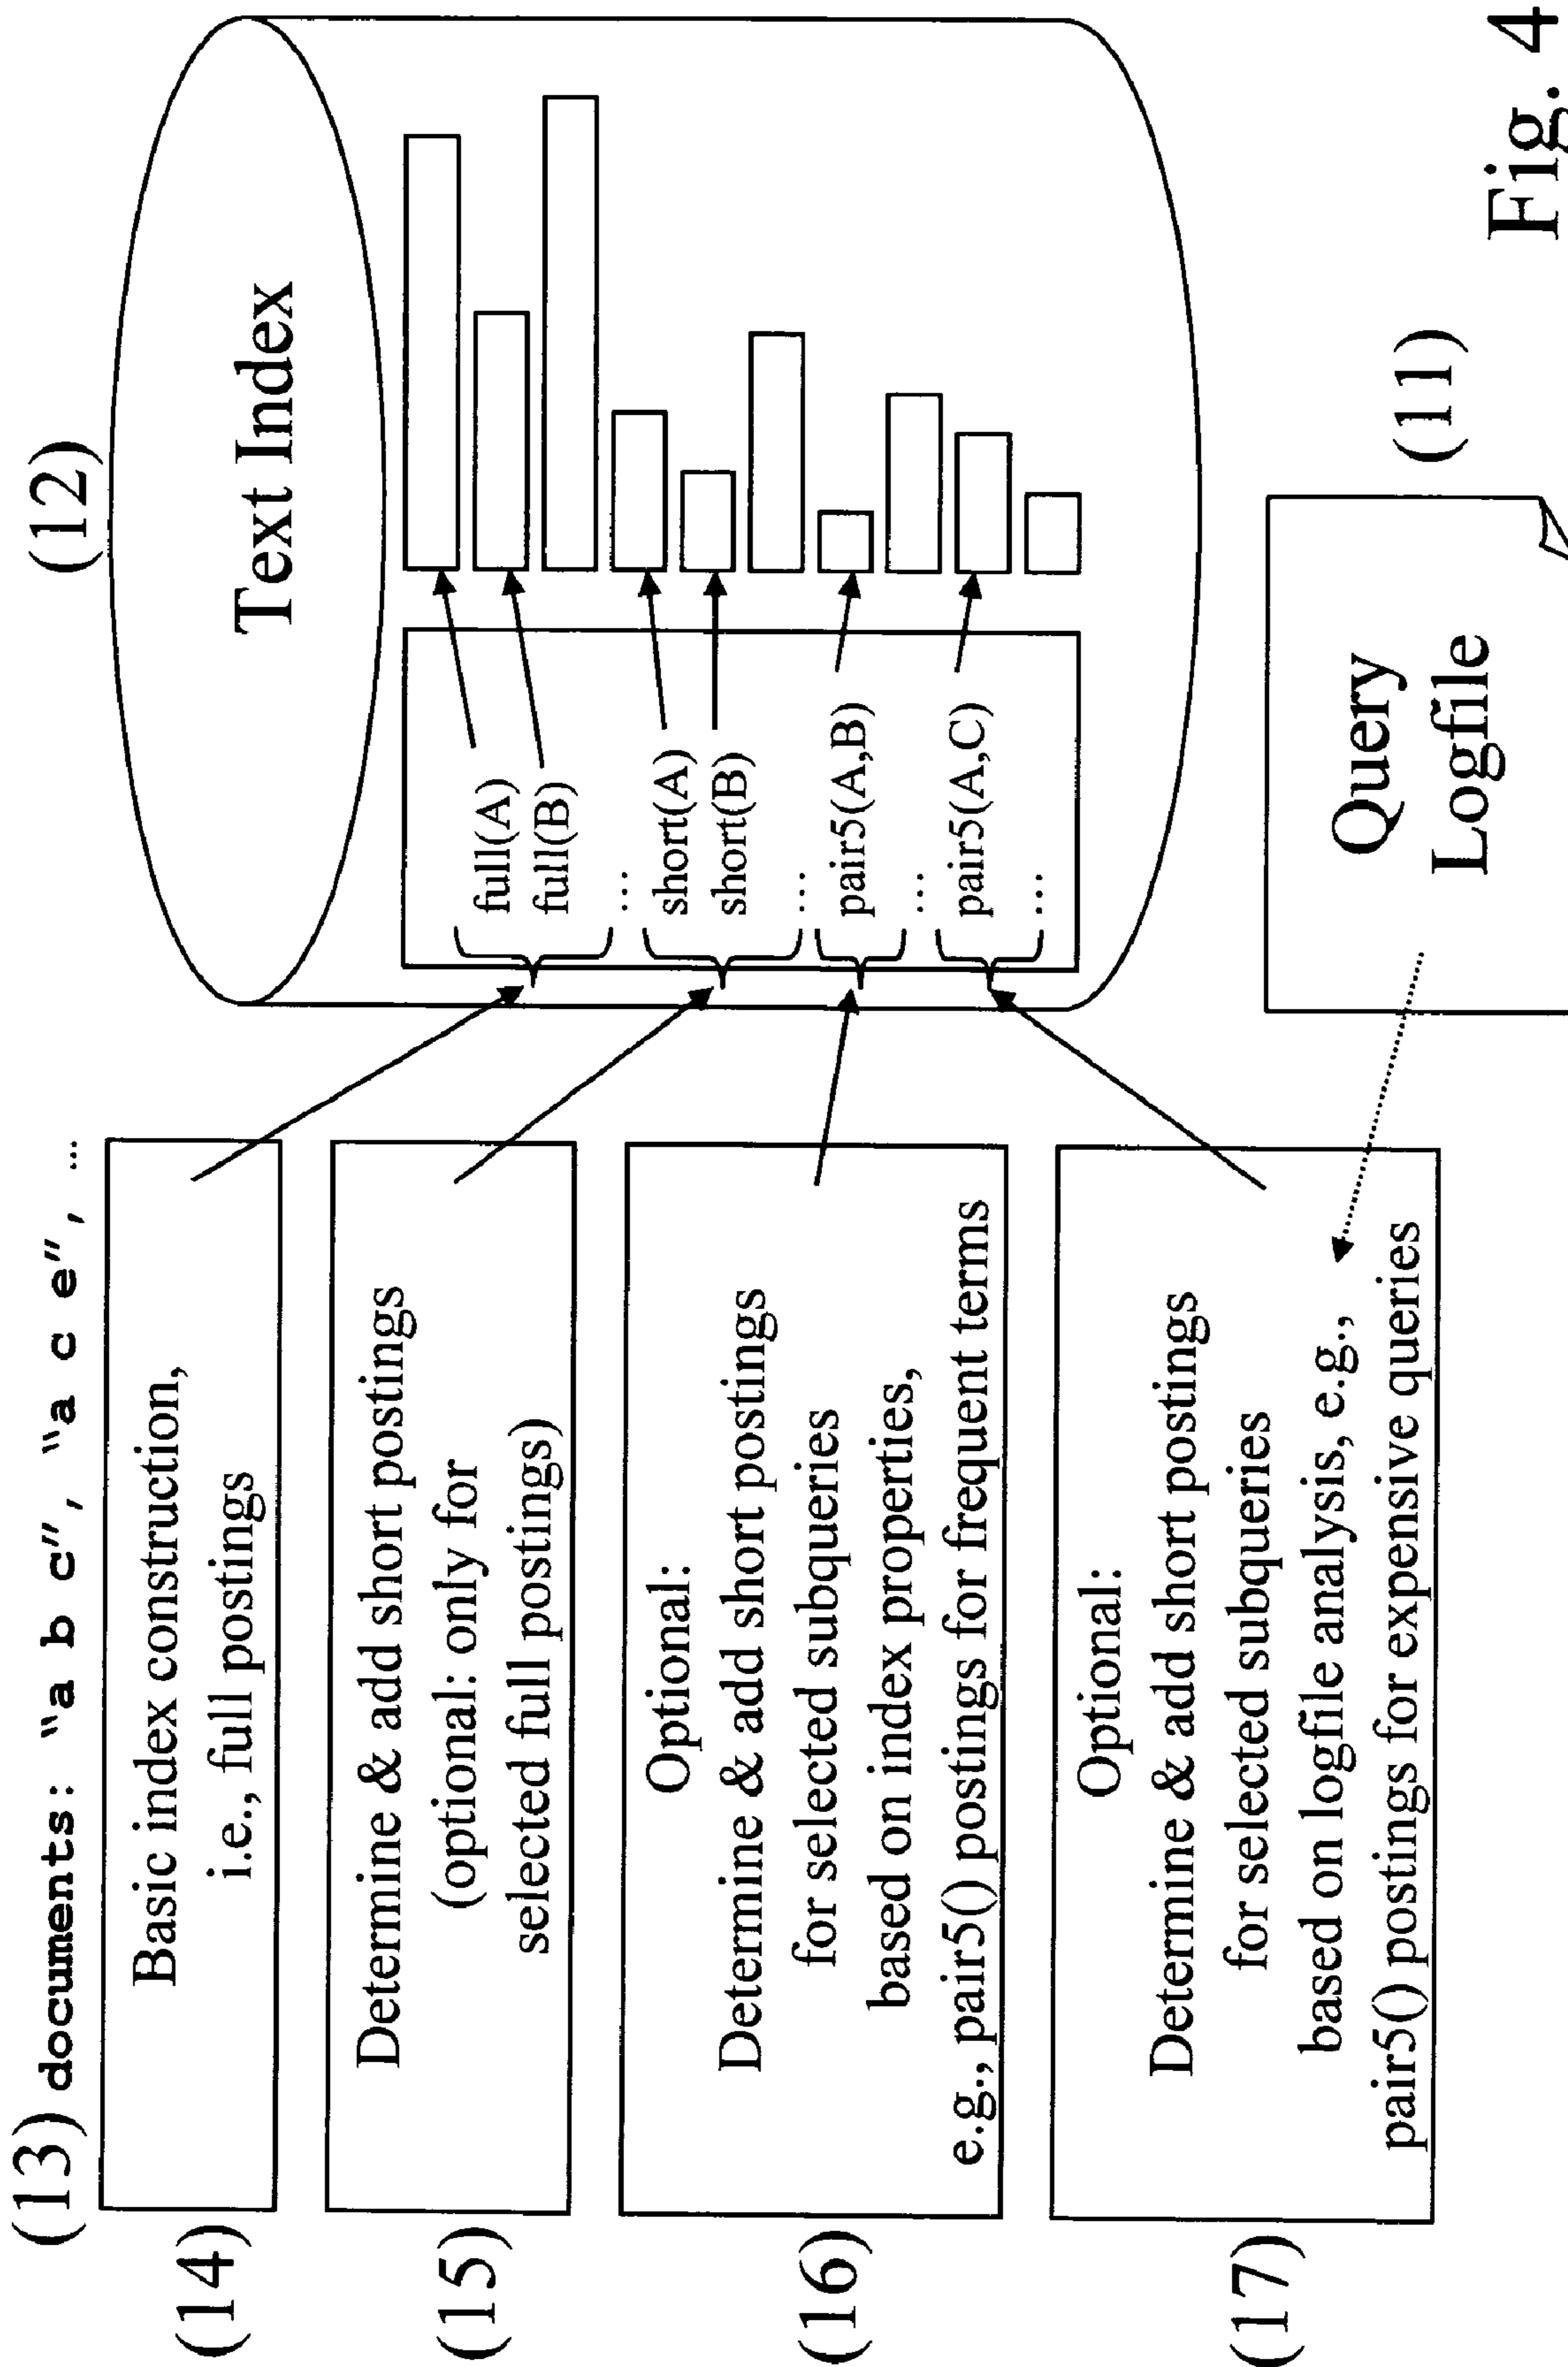 (13) documents: "a b c", "a c e", ...
(14)
Basic index construction,
i.e., full postings
(15)
Determine & add short postings
(optional: only for
selected full postings)
(16)
Optional:
Determine & add short postings
for selected subqueries
based on index properties,
e.g., pair5() postings for frequent terms
(17)
Optional:
Determine & add short postings
for selected subqueries
based on logfile analysis, e.g.,
pair5() postings for expensive queries
(12)
Text Index
full(A)
full(B)
...
short(A)
short(B)
...
pair5(A,B)
...
pair5(A,C)
...
(11)
Query
Logfile
Fig. 4